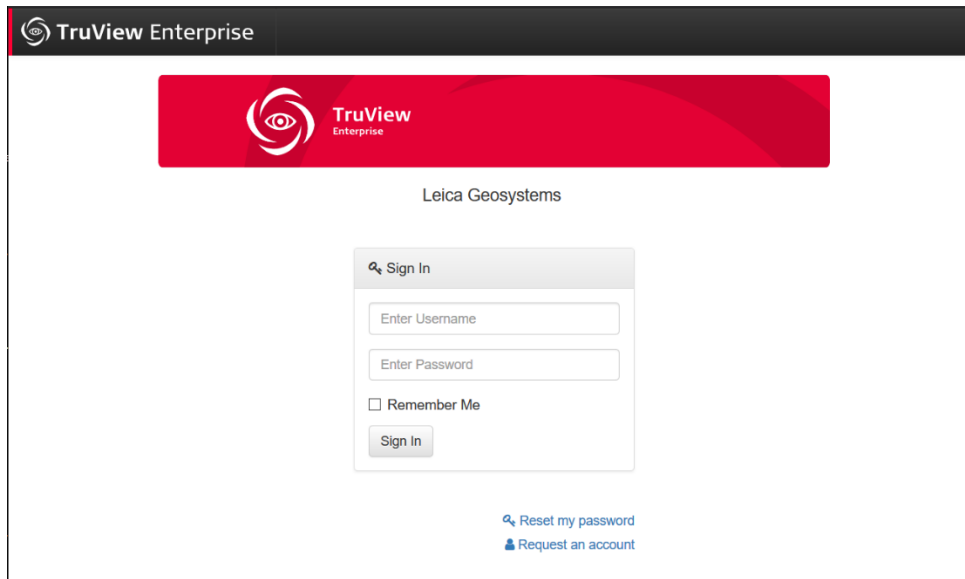 TruView Enterprise
TruView
Enterprise
Leica Geosystems
Sign In
Enter Username
Enter Password
Remember Me
Sign In
Reset my password
Request an account